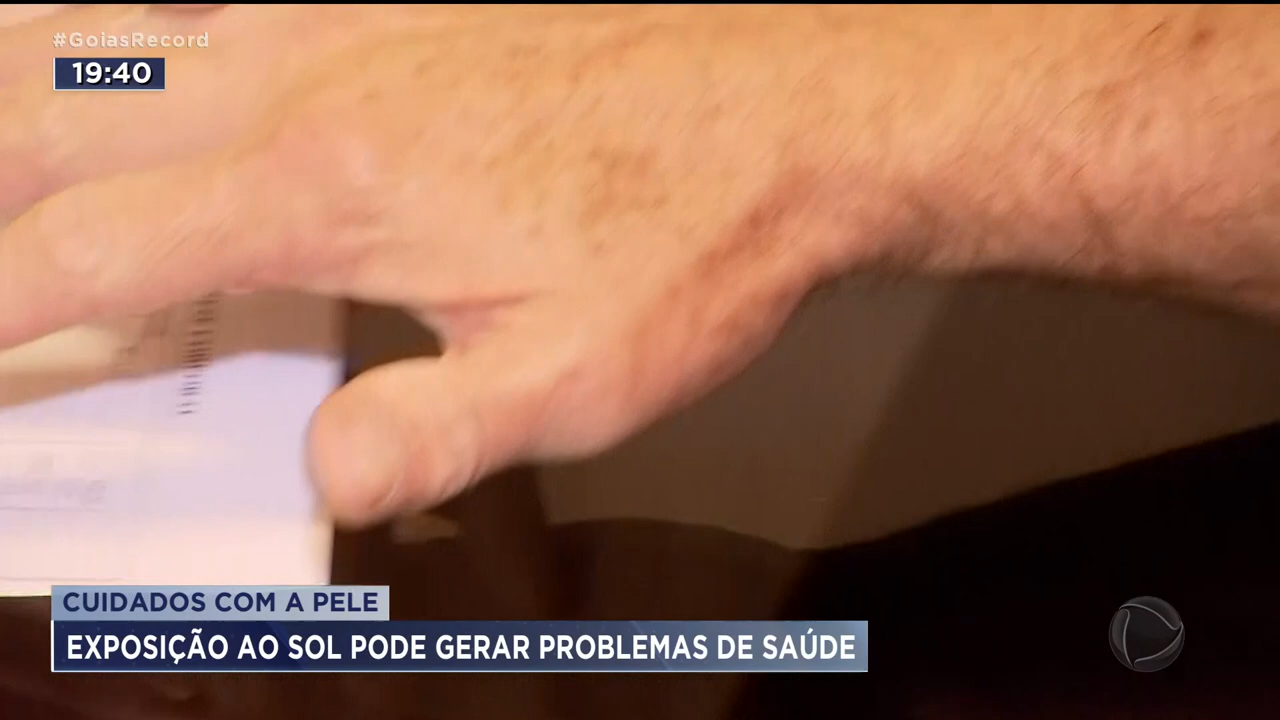 #GoiasRecord
19:40
CUIDADOS COM A PELE
EXPOSIÇÃO AO SOL PODE GERAR PROBLEMAS DE SAÚDE